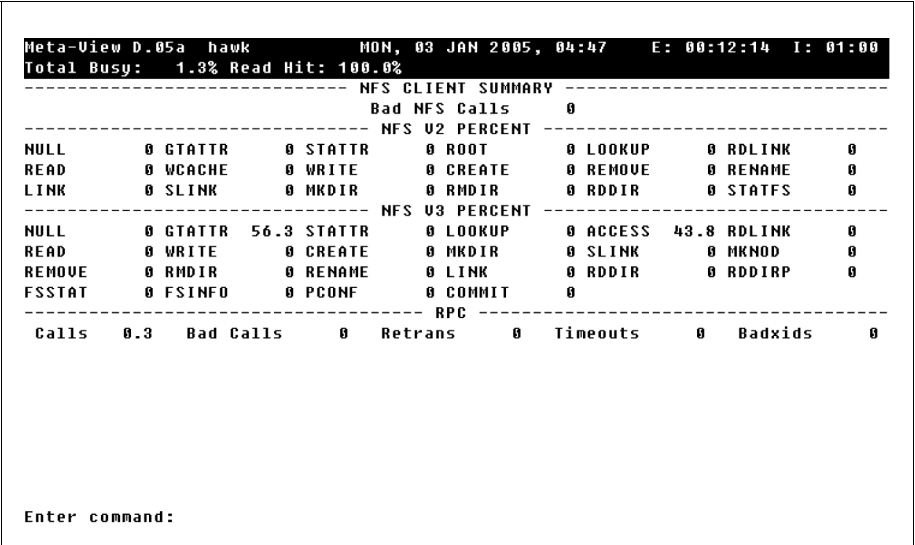 Meta-View D.05a hawk MON, 03 JAN 2005, 04:47 E: 00:12:14 I: 01:00
Total Busy: 1.3% Read Hit: 100.0%
------------------------------- NFS CLIENT SUMMARY -------------------------------
Bad NFS Calls 0
--------------------------------- NFS V2 PERCENT ---------------------------------
NULL 0 GTATTR 0 STATTR 0 ROOT 0 LOOKUP 0 RDLINK 0
READ 0 WCACHE 0 WRITE 0 CREATE 0 REMOVE 0 RENAME 0
LINK 0 SLINK 0 MKDIR 0 RMDIR 0 RDDIR 0 STATFS 0
--------------------------------- NFS V3 PERCENT ---------------------------------
NULL 0 GTATTR 56.3 STATTR 0 LOOKUP 0 ACCESS 43.8 RDLINK 0
READ 0 WRITE 0 CREATE 0 MKDIR 0 SLINK 0 MKNOD 0
REMOVE 0 RMDIR 0 RENAME 0 LINK 0 RDDIR 0 RDDIRP 0
FSSTAT 0 FSINFO 0 PCONF 0 COMMIT 0
--------------------------------------- RPC ---------------------------------------
Calls 0.3 Bad Calls 0 Retrans 0 Timeouts 0 Badxids 0
Enter command: